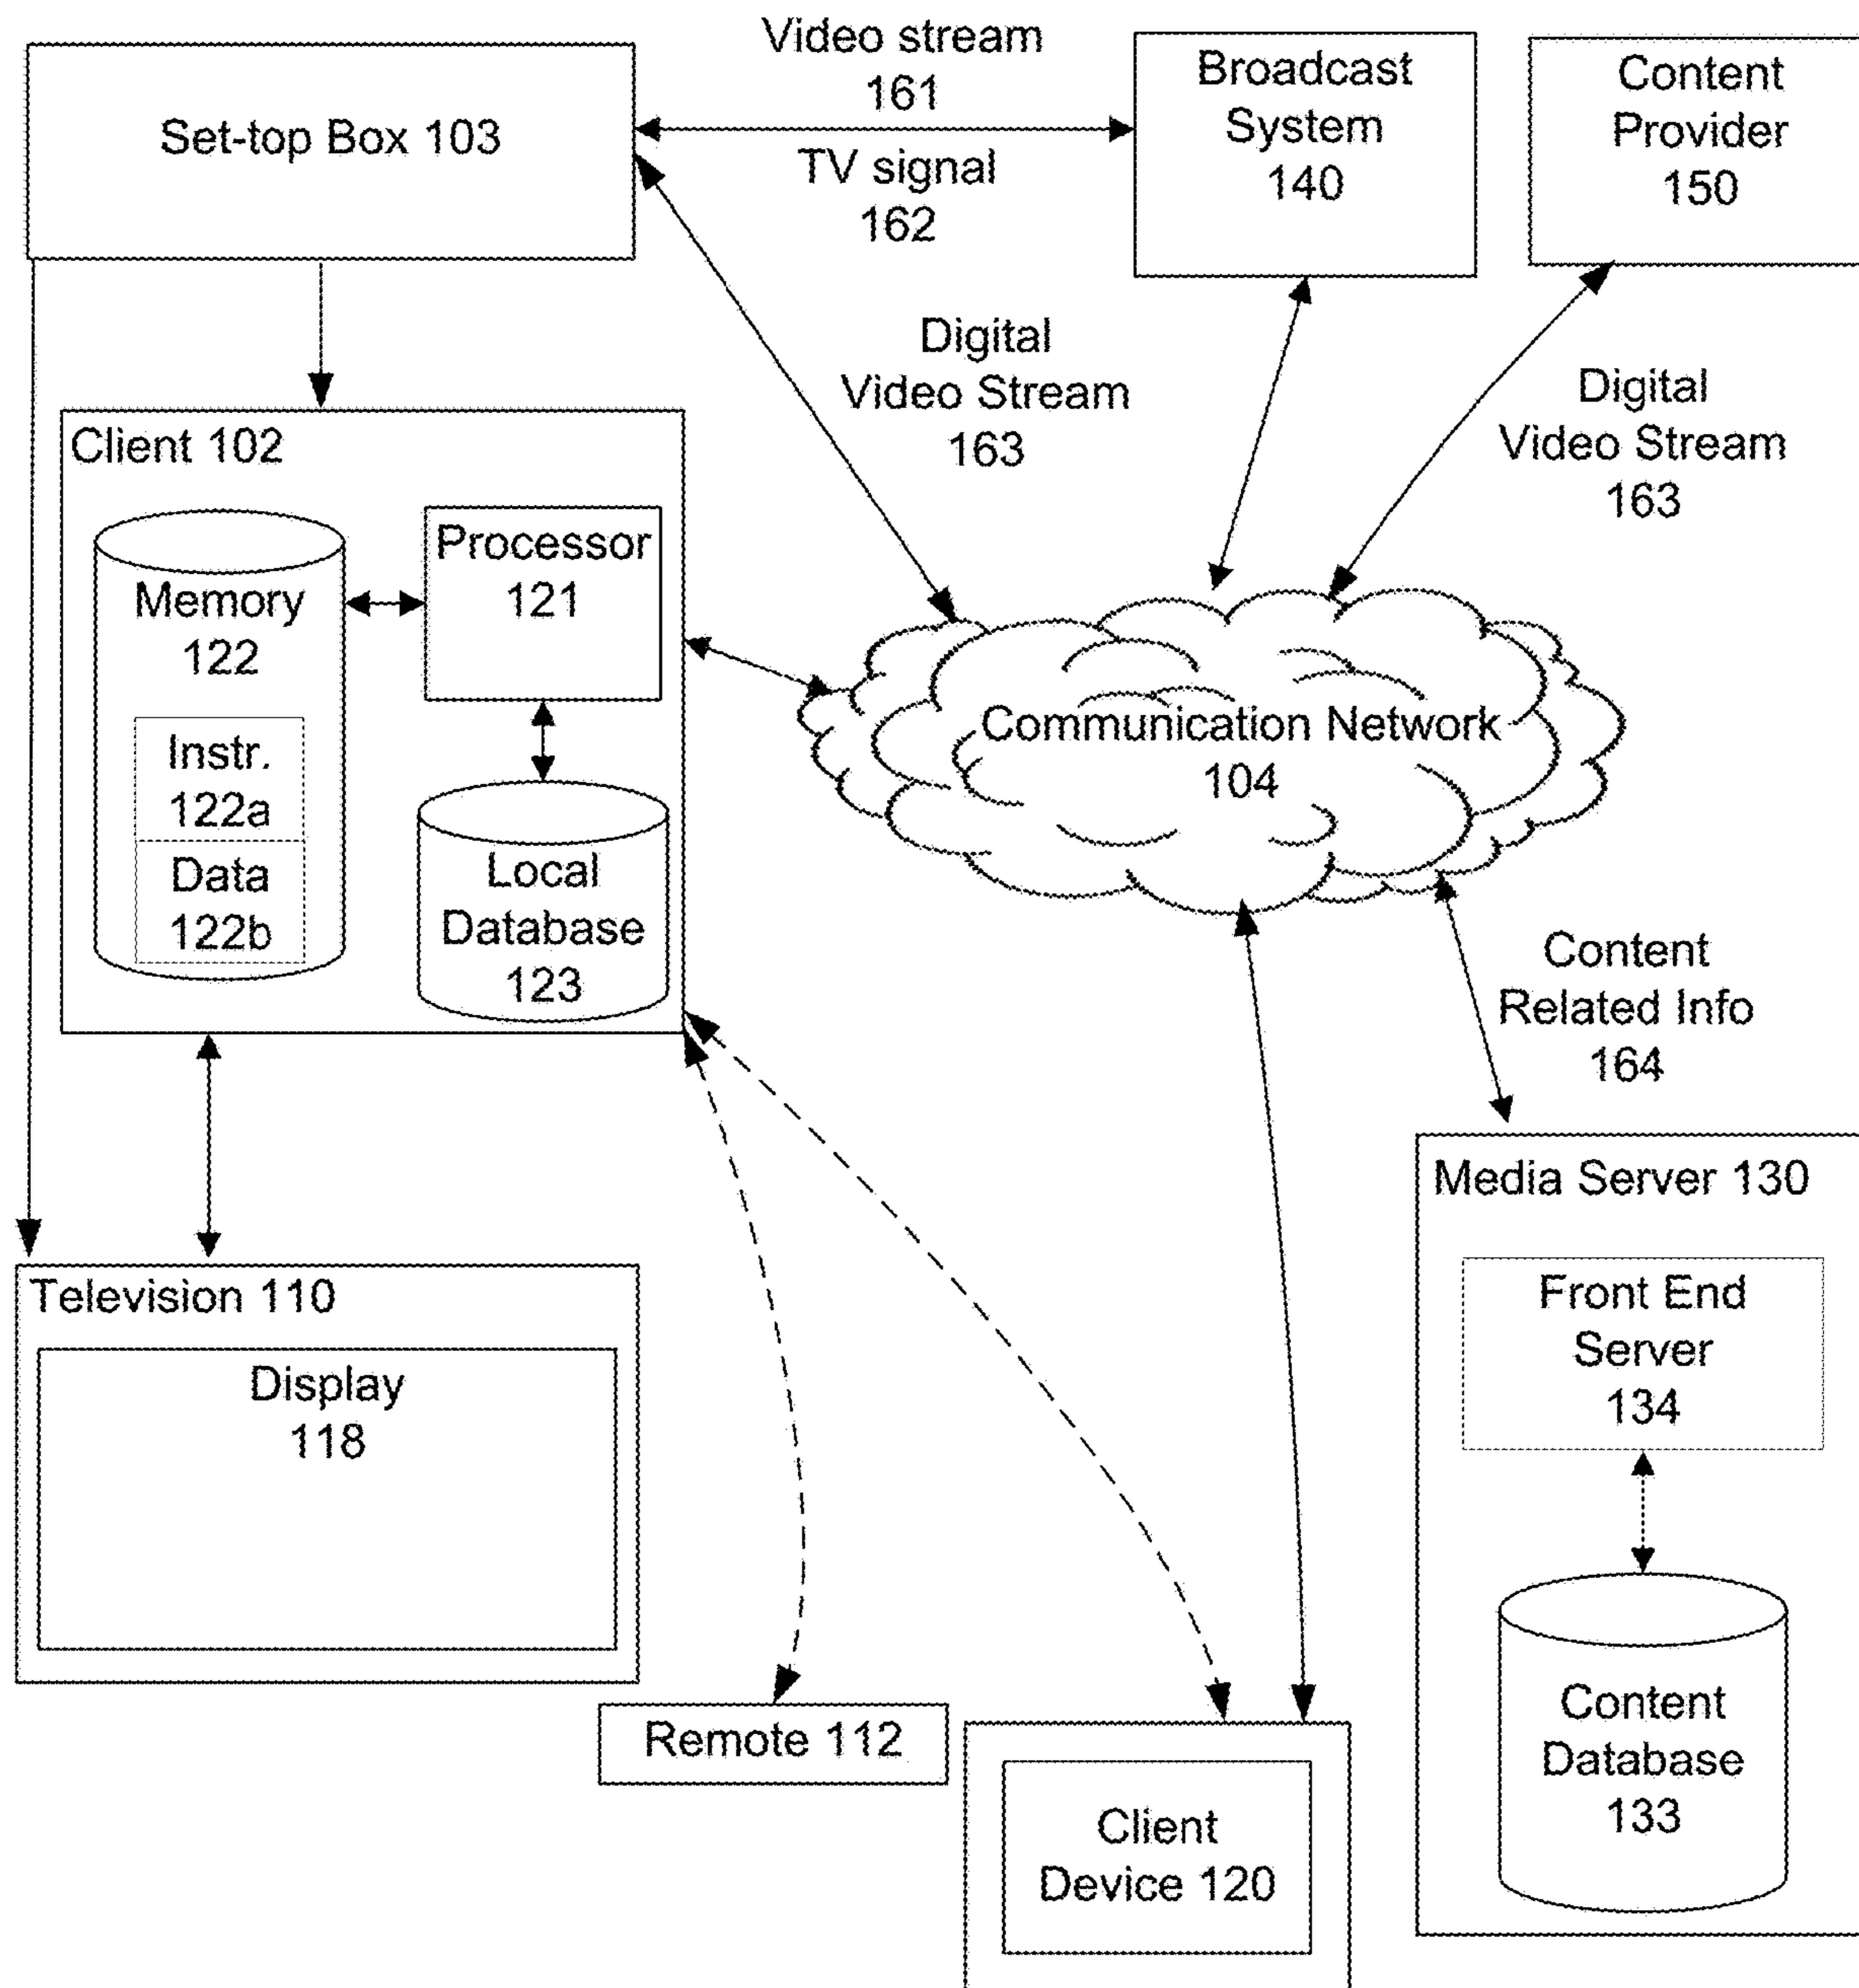 Set-top Box 103
Video stream
161
TV signal
162
Broadcast
System
140
Content
Provider
150
Digital
Video Stream
163
Digital
Video Stream
163
Client 102
Memory
122
Instr.
122a
Data
122b
Processor
121
Local
Database
123
Communication Network
104
Content
Related Info
164
Television 110
Display
118
Remote 112
Client
Device 120
Media Server 130
Front End
Server
134
Content
Database
133